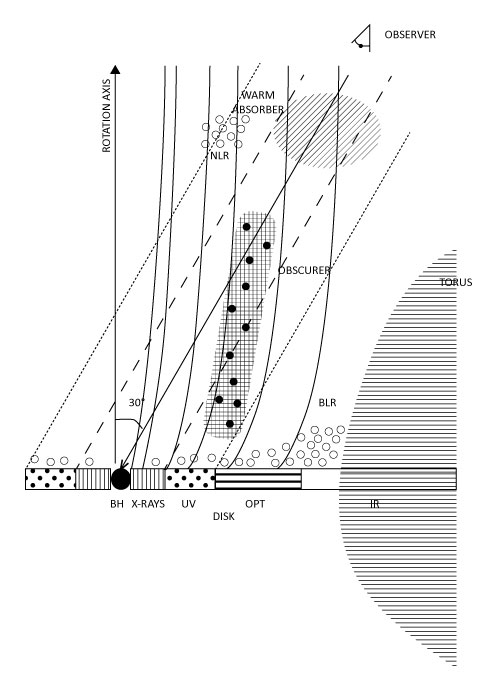 OBSERVER
ROTATION AXIS
WARM
ABSORBER
NLR
OBSCURER
TORUS
30°
BLR
BH
X-RAYS
UV
OPT
IR
DISK